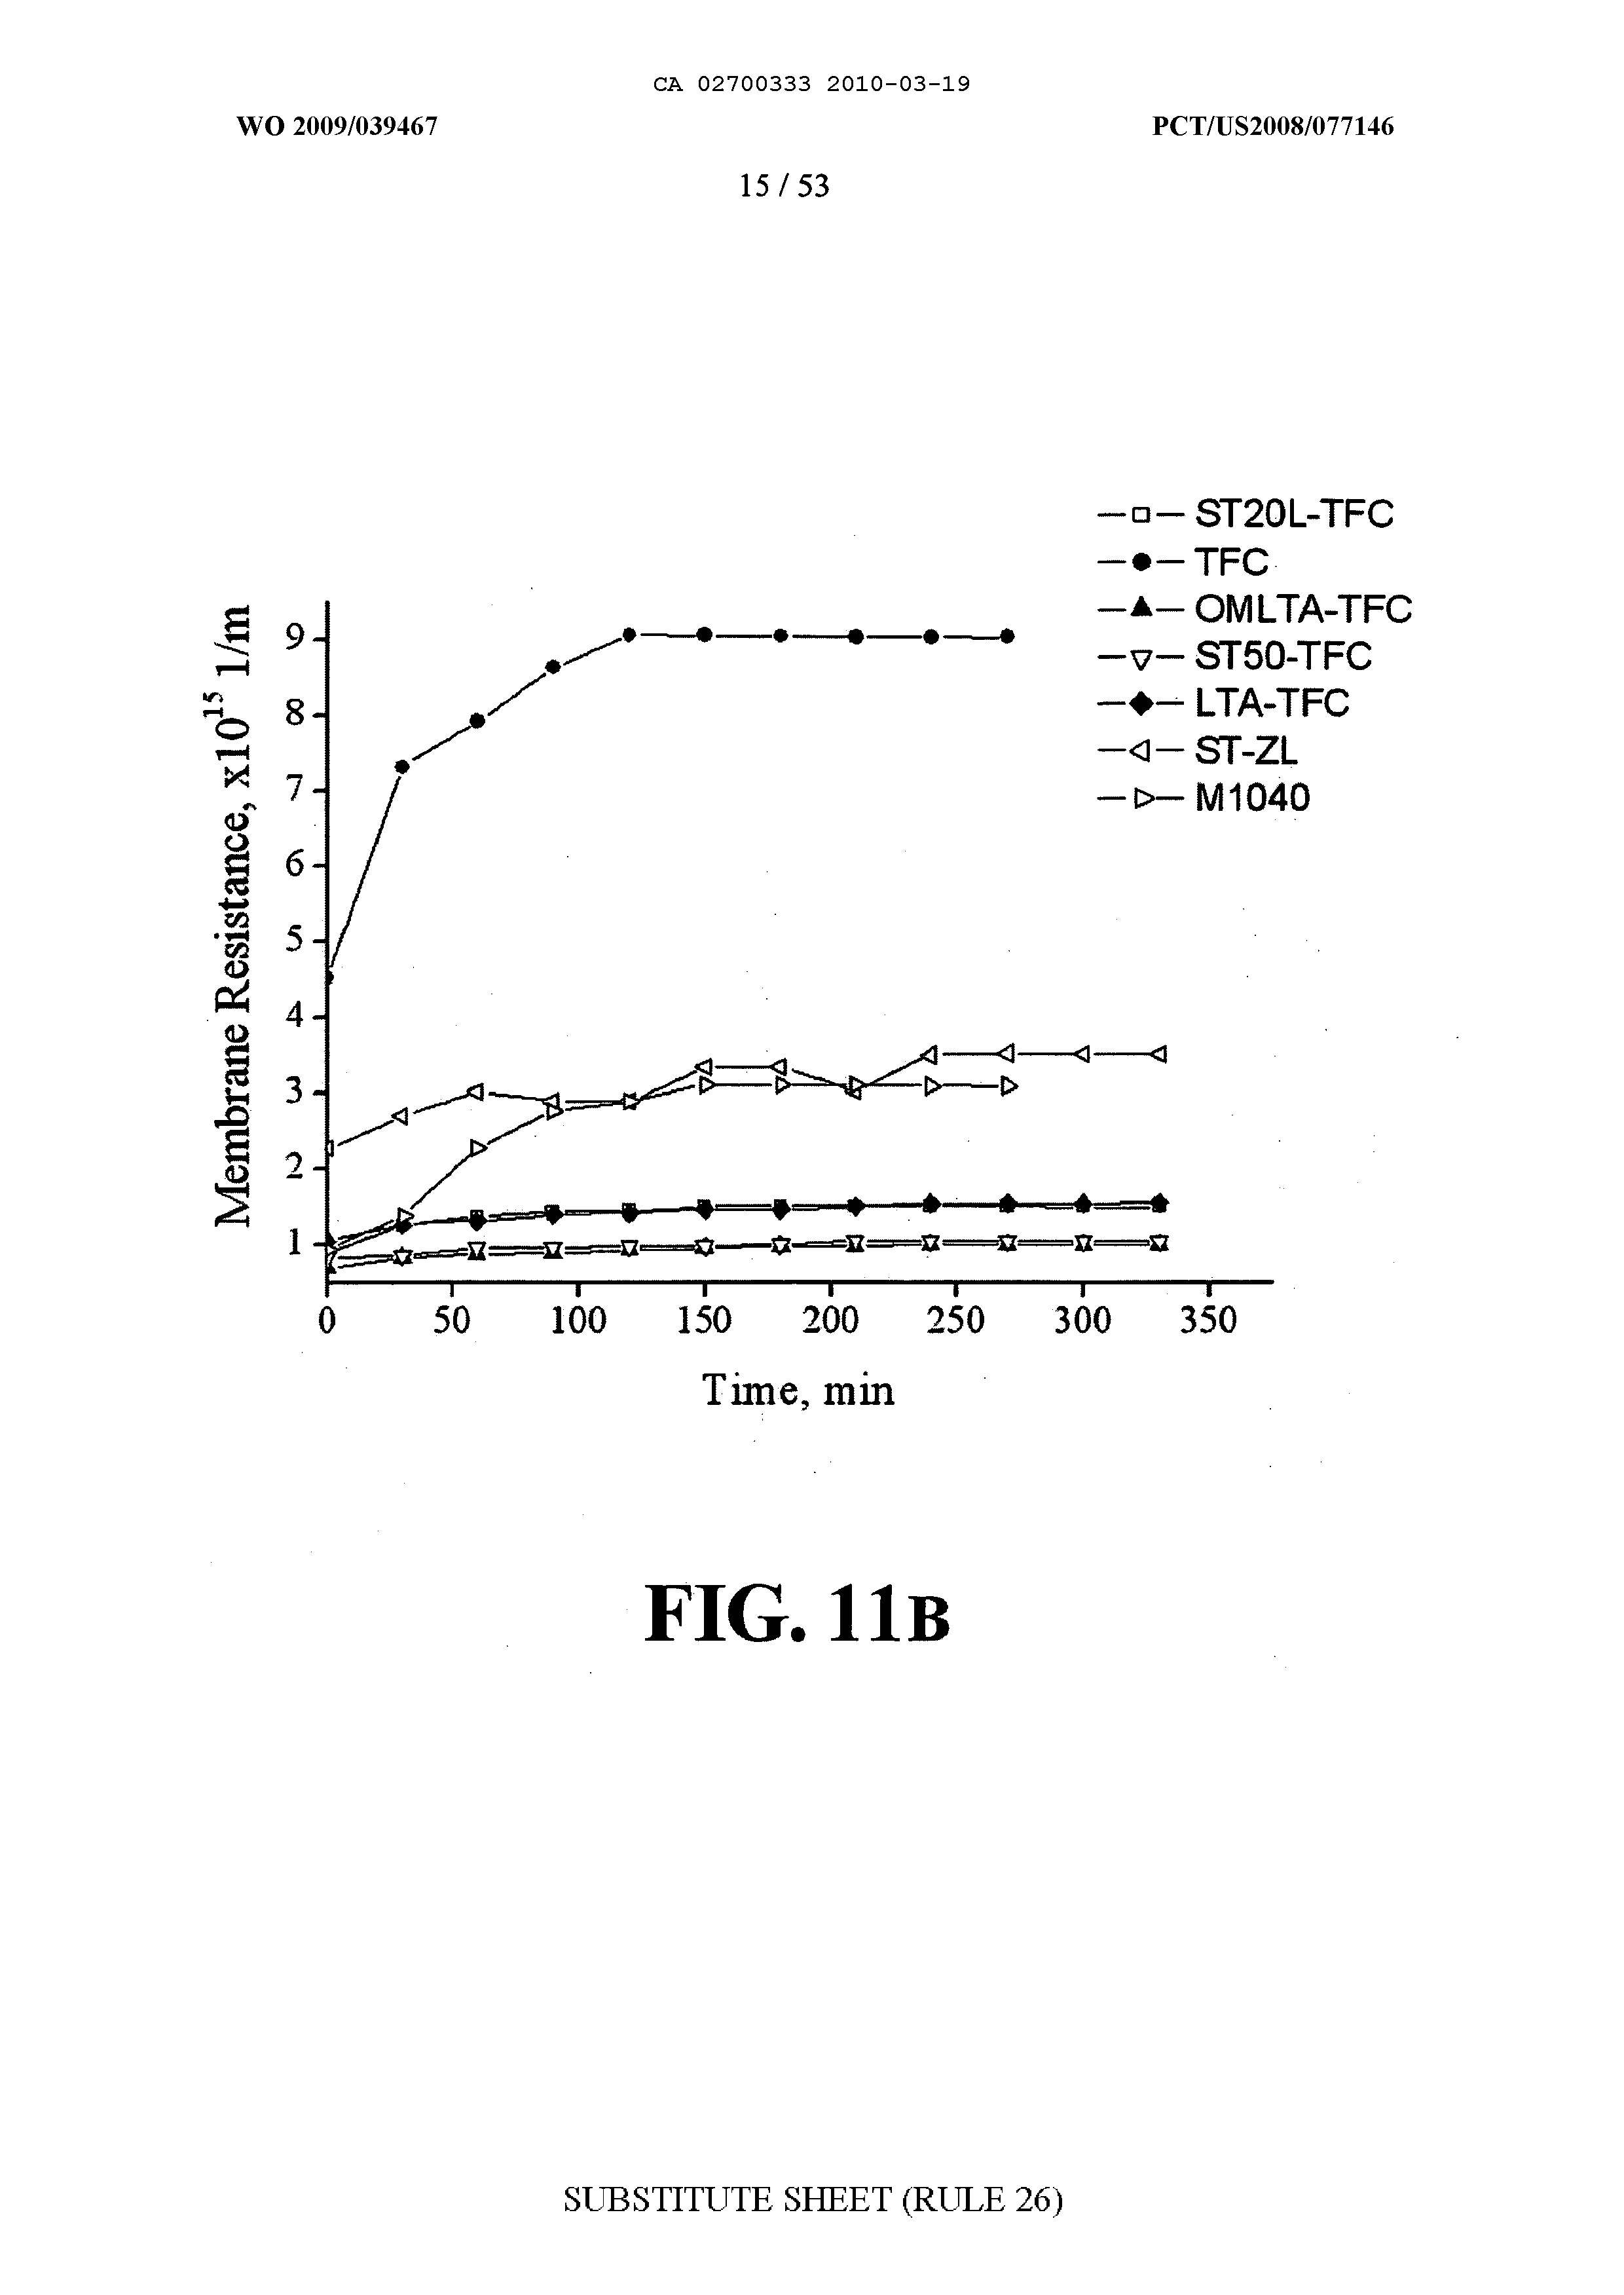 CA 02700333 2010-03-19
WO 2009/039467
PCT/US2008/077146
15 / 53
ST20L-TFC
TFC
OMLTA-TFC
ST50-TFC
LTA-TFC
ST-ZL
M1040
Membrane Resistance, x10¹⁵ 1/m
9
8
7
6
5
4
3
2
1
0 50 100 150 200 250 300 350
Time, min
FIG. 11B
SUBSTITUTE SHEET (RULE 26)